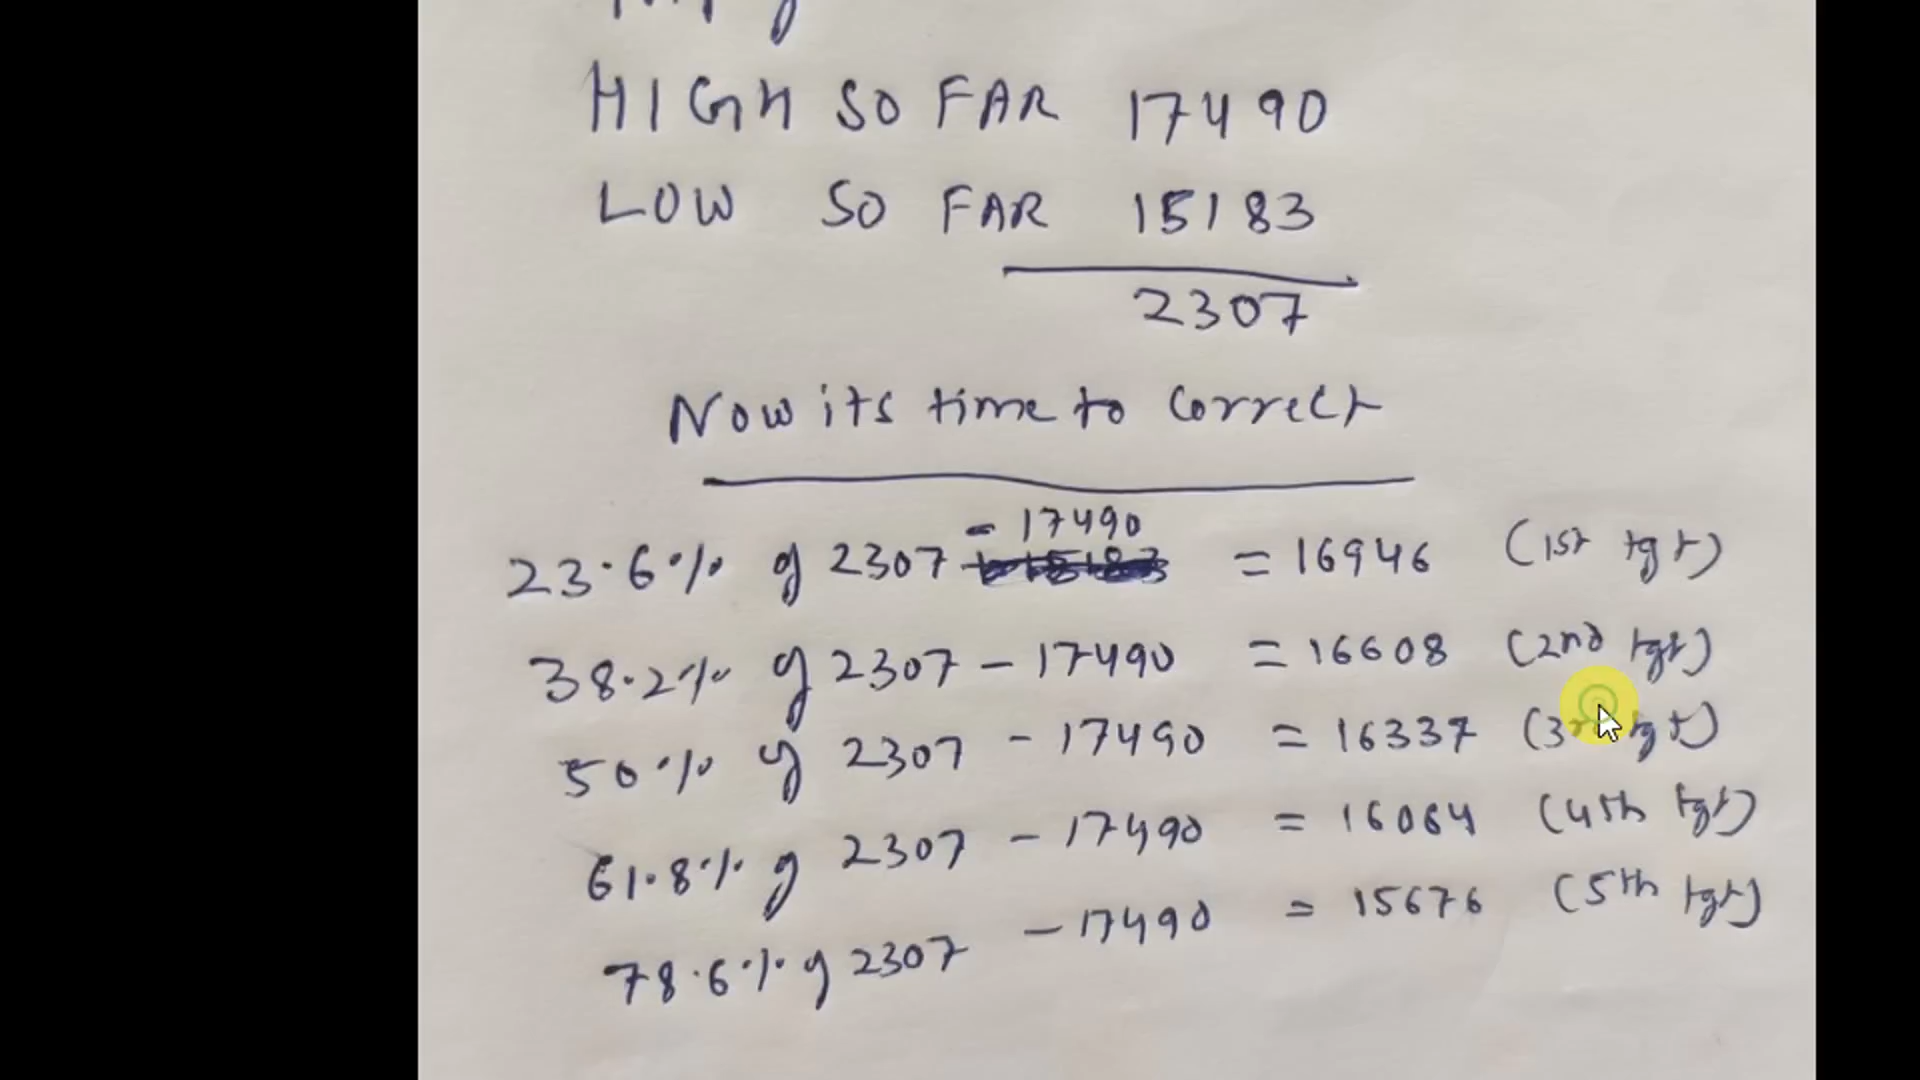 HIGH SO FAR 17490
LOW SO FAR 15183
2307
Now its time to correct
- 17490
23.6% of 2307 = 16946 (1st tgt)
38.2% of 2307 - 17490 = 16608 (2nd tgt)
50% of 2307 - 17490 = 16337 (3rd tgt)
61.8% of 2307 - 17490 = 16064 (4th tgt)
78.6% of 2307 - 17490 = 15676 (5th tgt)